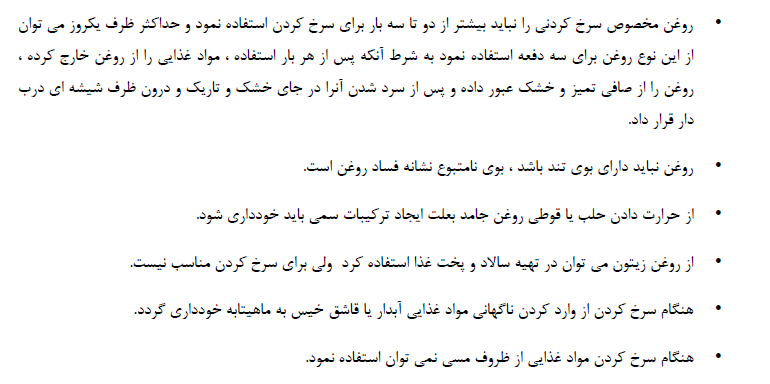 • روغن مخصوص سرخ کردنی را نباید بیشتر از دو تا سه بار برای سرخ کردن استفاده نمود و حداکثر ظرف یکروز می توان
از این نوع روغن برای سه دفعه استفاده نمود به شرط آنکه پس از هر بار استفاده ، مواد غذایی را از روغن خارج کرده ،
روغن را از صافی تمیز و خشک عبور داده و پس از سرد شدن آنرا در جای خشک و تاریک و درون ظرف شیشه ای درب
دار قرار داد.
• روغن نباید دارای بوی تند باشد ، بوی نامتبوع نشانه فساد روغن است.
• از حرارت دادن حلب یا قوطی روغن جامد بعلت ایجاد ترکیبات سمی باید خودداری شود.
• از روغن زیتون می توان در تهیه سالاد و پخت غذا استفاده کرد ولی برای سرخ کردن مناسب نیست.
• هنگام سرخ کردن از وارد کردن ناگهانی مواد غذایی آبدار یا قاشق خیس به ماهیتابه خودداری گردد.
• هنگام سرخ کردن مواد غذایی از ظروف مسی نمی توان استفاده نمود.